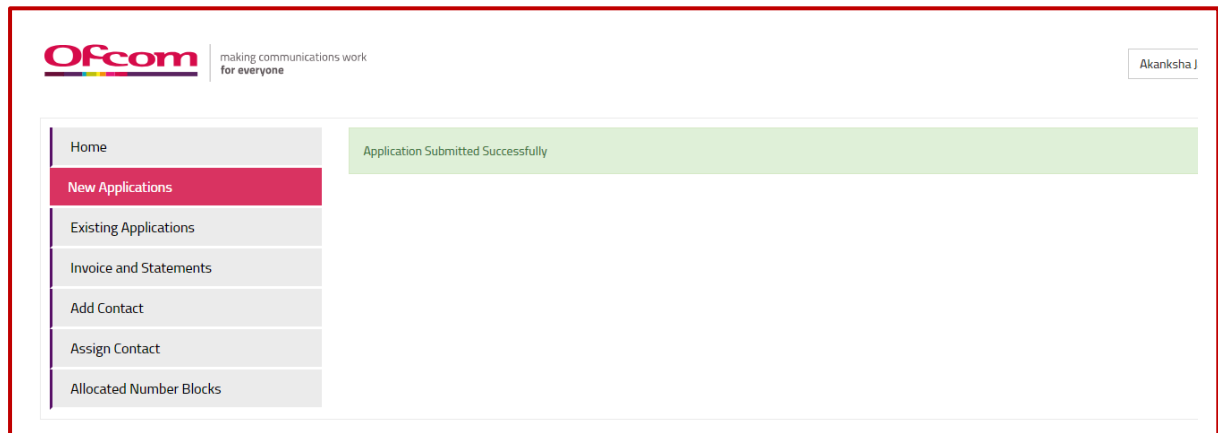 Ofcom
making communications work
for everyone
Akanksha J
Home
New Applications
Existing Applications
Invoice and Statements
Add Contact
Assign Contact
Allocated Number Blocks
Application Submitted Successfully